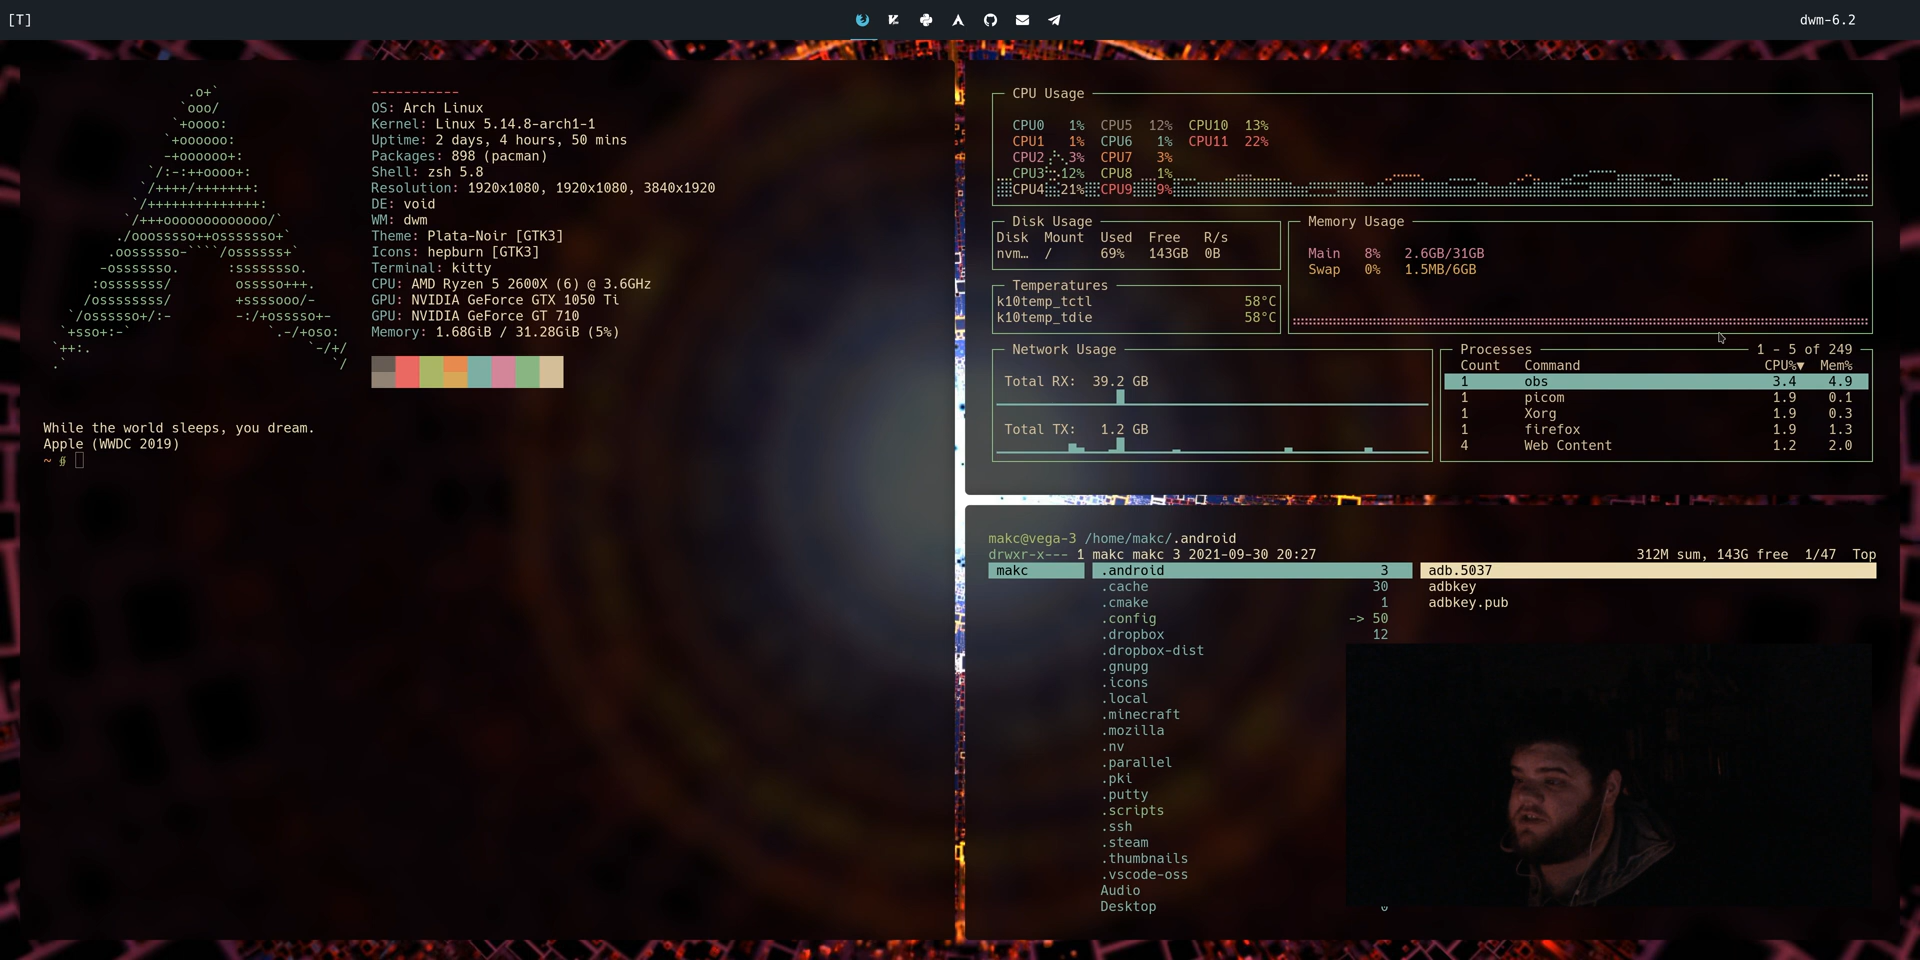 [T]
dwm-6.2
-----------
OS: Arch Linux
Kernel: Linux 5.14.8-arch1-1
Uptime: 2 days, 4 hours, 50 mins
Packages: 898 (pacman)
Shell: zsh 5.8
Resolution: 1920x1080, 1920x1080, 3840x1920
DE: void
WM: dwm
Theme: Plata-Noir [GTK3]
Icons: hepburn [GTK3]
Terminal: kitty
CPU: AMD Ryzen 5 2600X (6) @ 3.6GHz
GPU: NVIDIA GeForce GTX 1050 Ti
GPU: NVIDIA GeForce GT 710
Memory: 1.68GiB / 31.28GiB (5%)
While the world sleeps, you dream.
Apple (WWDC 2019)
~ #
CPU Usage
CPU0 1% CPU5 12% CPU10 13%
CPU1 1% CPU6 1% CPU11 22%
CPU2 3% CPU7 3%
CPU3 12% CPU8 1%
CPU4 21% CPU9 9%
Disk Usage
Disk Mount Used Free R/s
nvm… / 69% 143GB 0B
Memory Usage
Main 8% 2.6GB/31GB
Swap 0% 1.5MB/6GB
Temperatures
k10temp_tctl 58°C
k10temp_tdie 58°C
Network Usage
Total RX: 39.2 GB
Total TX: 1.2 GB
Processes 1 - 5 of 249
Count Command CPU%▼ Mem%
1 obs 3.4 4.9
1 picom 1.9 0.1
1 Xorg 1.9 0.3
1 firefox 1.9 1.3
4 Web Content 1.2 2.0
makc@vega-3 /home/makc/.android
drwxr-x--- 1 makc makc 3 2021-09-30 20:27 312M sum, 143G free 1/47 Top
makc .android 3 adb.5037
.cache 30 adbkey
.cmake 1 adbkey.pub
.config -> 50
.dropbox 12
.dropbox-dist
.gnupg
.icons
.local
.minecraft
.mozilla
.nv
.parallel
.pki
.putty
.scripts
.ssh
.steam
.thumbnails
.vscode-oss
Audio
Desktop